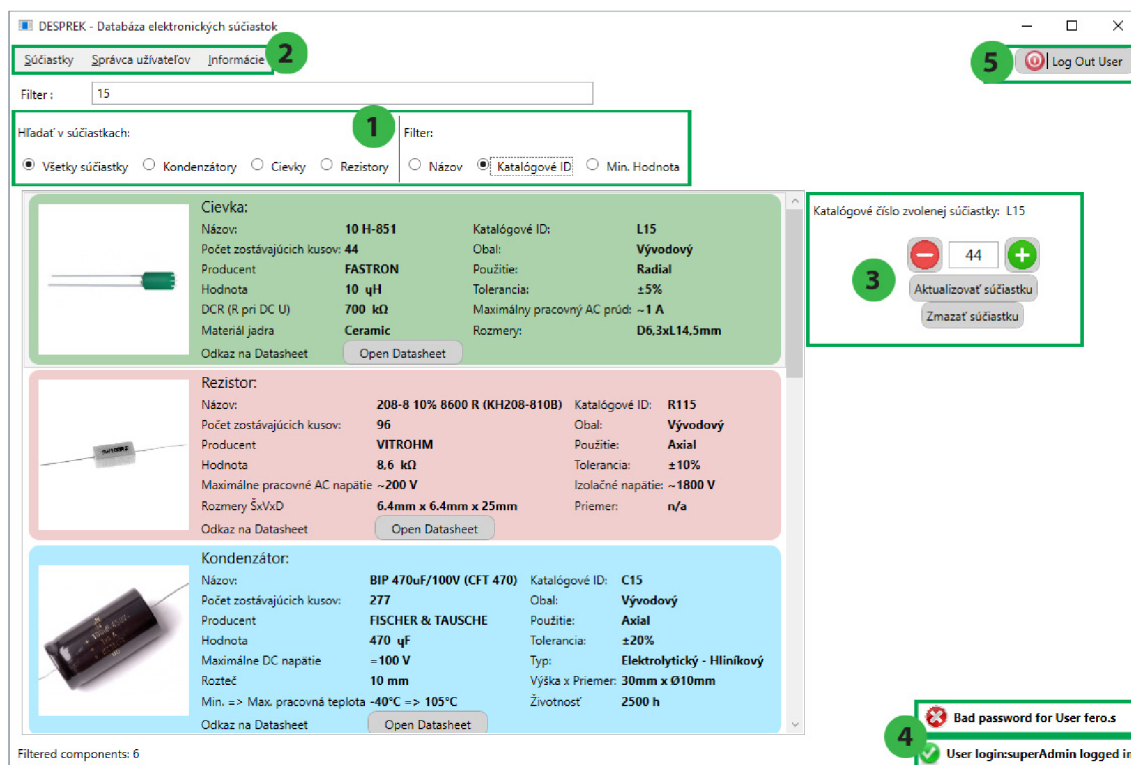 DESPREK - Databáza elektronických súčiastok
Súčiastky Správca užívateľov Informácie 2
5 Log Out User
Filter : 15
1
Hľadať v súčiastkach: Filter:
Všetky súčiastky Kondenzátory Cievky Rezistory Názov Katalógové ID Min. Hodnota
Cievka:
Názov: 10 H-851 Katalógové ID: L15
Počet zostávajúcich kusov: 44 Obal: Vývodový
Producent FASTRON Použitie: Radial
Hodnota 10 qH Tolerancia: ±5%
DCR (R pri DC U) 700 kΩ Maximálny pracovný AC prúd: ~1 A
Materiál jadra Ceramic Rozmery: D6,3xL14,5mm
Odkaz na Datasheet Open Datasheet
Katalógové číslo zvolenej súčiastky: L15
44
3
Aktualizovať súčiastku
Zmazať súčiastku
Rezistor:
Názov: 208-8 10% 8600 R (KH208-810B) Katalógové ID: R115
Počet zostávajúcich kusov: 96 Obal: Vývodový
Producent VITROHM Použitie: Axial
Hodnota 8,6 kΩ Tolerancia: ±10%
Maximálne pracovné AC napätie ~200 V Izolačné napätie: ~1800 V
Rozmery ŠxVxD 6.4mm x 6.4mm x 25mm Priemer: n/a
Odkaz na Datasheet Open Datasheet
Kondenzátor:
Názov: BIP 470uF/100V (CFT 470) Katalógové ID: C15
Počet zostávajúcich kusov: 277 Obal: Vývodový
Producent FISCHER & TAUSCHE Použitie: Axial
Hodnota 470 qF Tolerancia: ±20%
Maximálne DC napätie =100 V Typ: Elektrolytický - Hliníkový
Rozteč 10 mm Výška x Priemer: 30mm x Ø10mm
Min. => Max. pracovná teplota -40°C => 105°C Životnosť 2500 h
Odkaz na Datasheet Open Datasheet
4
Bad password for User fero.s
User login:superAdmin logged in
Filtered components: 6